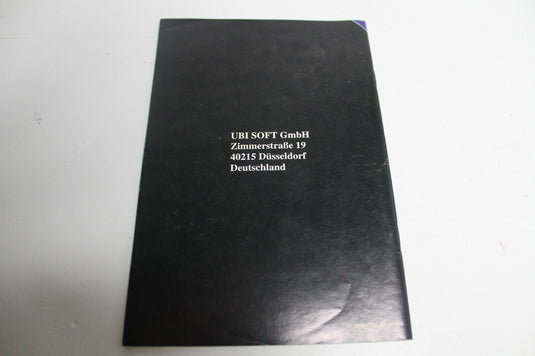 UBI SOFT GmbH
Zimmerstraße 19
40215 Düsseldorf
Deutschland